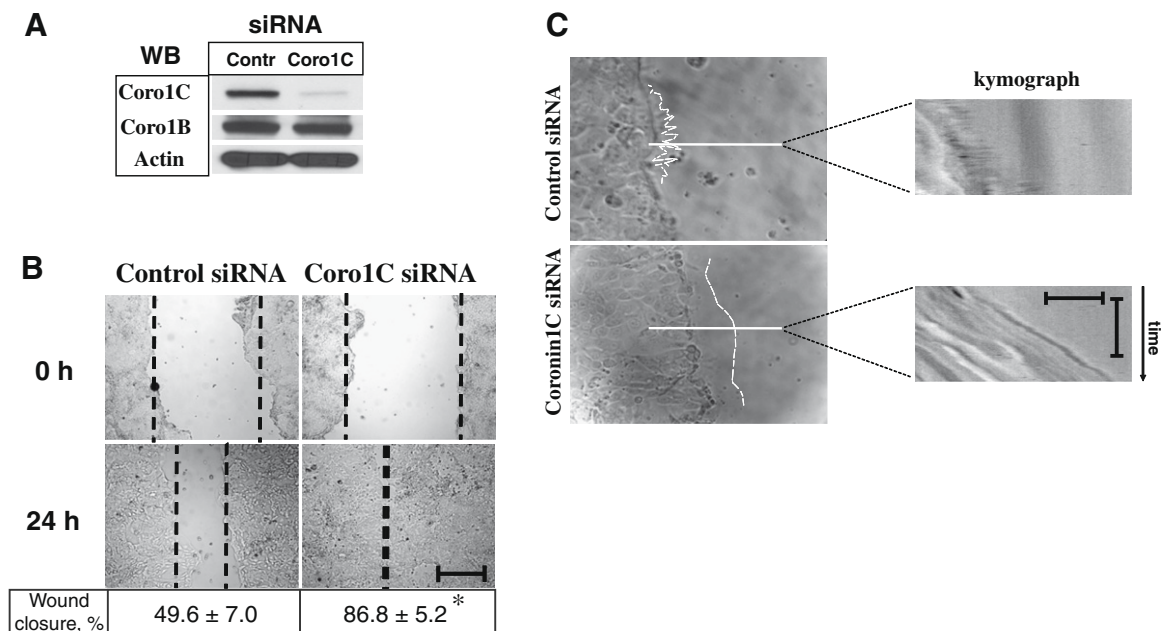 A
siRNA
WB
Contr Coro1C
Coro1C
Coro1B
Actin
B
Control siRNA Coro1C siRNA
0 h
24 h
Wound closure, %
49.6 ± 7.0
86.8 ± 5.2 *
C
Control siRNA
Coronin1C siRNA
kymograph
time